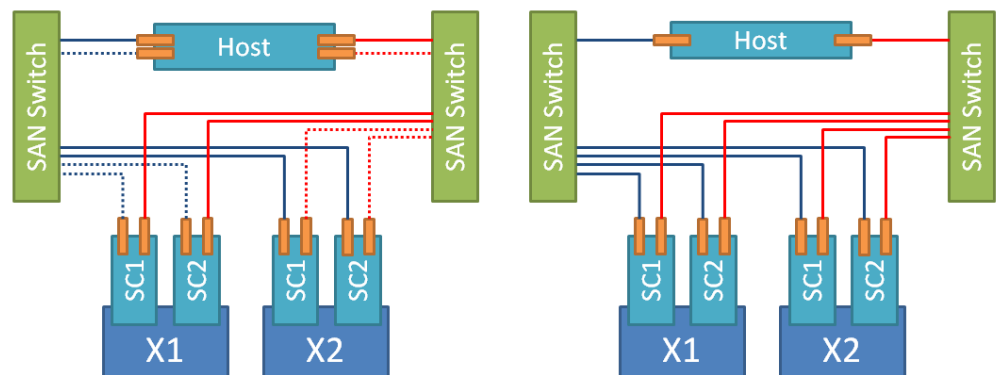 SAN Switch
Host
SAN Switch
SC1
SC2
SC1
SC2
X1
X2
SAN Switch
Host
SAN Switch
SC1
SC2
SC1
SC2
X1
X2